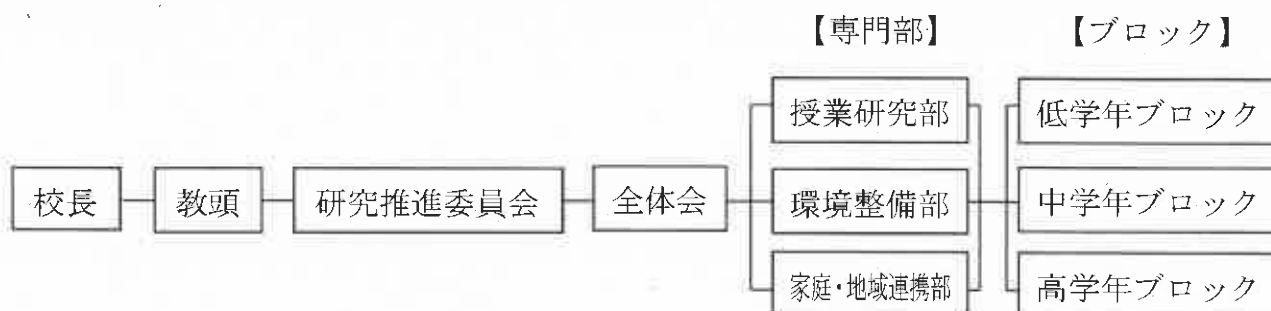 【専門部】 【ブロック】
授業研究部 低学年ブロック
校長 教頭 研究推進委員会 全体会 環境整備部 中学年ブロック
家庭・地域連携部 高学年ブロック